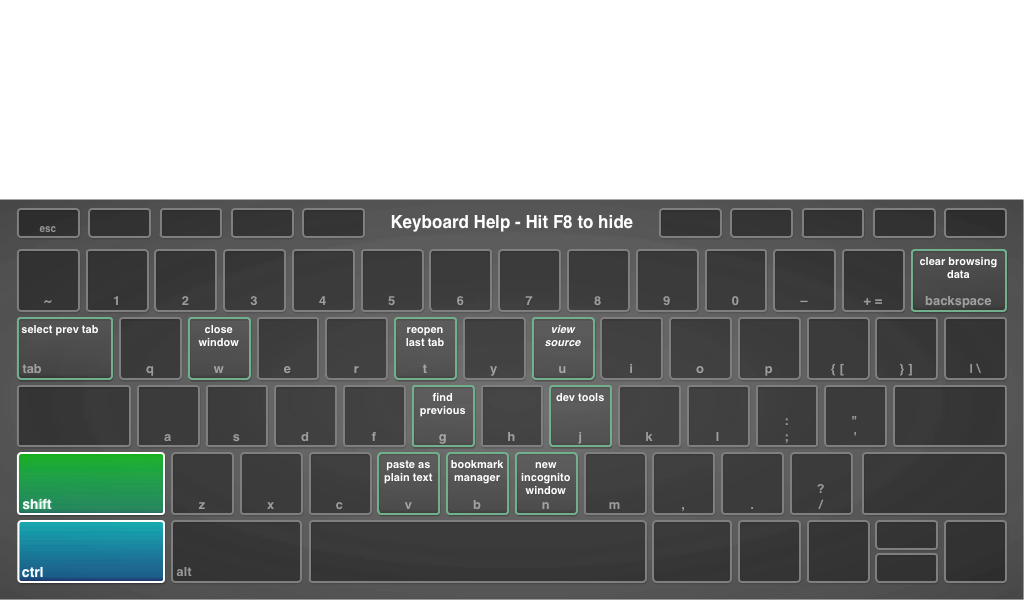 esc
Keyboard Help - Hit F8 to hide
~
1
2
3
4
5
6
7
8
9
0
–
+ =
clear browsing
data
backspace
select prev tab
tab
q
close
window
w
e
r
reopen
last tab
t
y
view
source
u
i
o
p
{ [
} ]
| \
a
s
d
f
find
previous
g
h
dev tools
j
k
l
:
;
"
'
shift
z
x
c
paste as
plain text
v
bookmark
manager
b
new
incognito
window
n
m
,
.
?
/
ctrl
alt